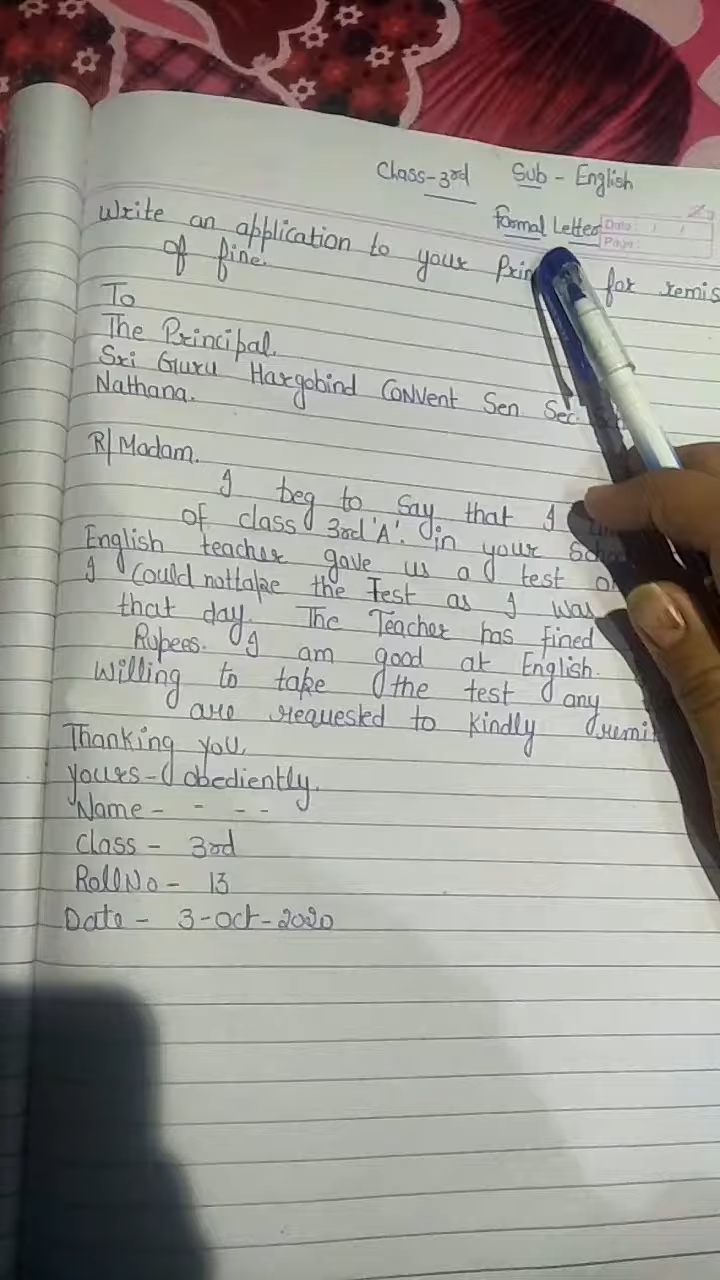 Class-3rd Sub - English
Formal Letter
Date:
Page:
Write an application to your for
of fine.
To
The Principal.
Sri Guru Hargobind Convent Sen. Sec.
Nathana.
R/Madam.
I beg to say that I
of class 3rd 'A'. in your
English teacher gave us a test
I Could not take the Test as I was
that day. The Teacher has fined
Rupees. I am good at English.
Willing to take the test any
are requested to kindly
Thanking you,
yours - obediently.
Name - - - -
Class - 3rd
Roll No - 13
Date - 3-Oct-2020